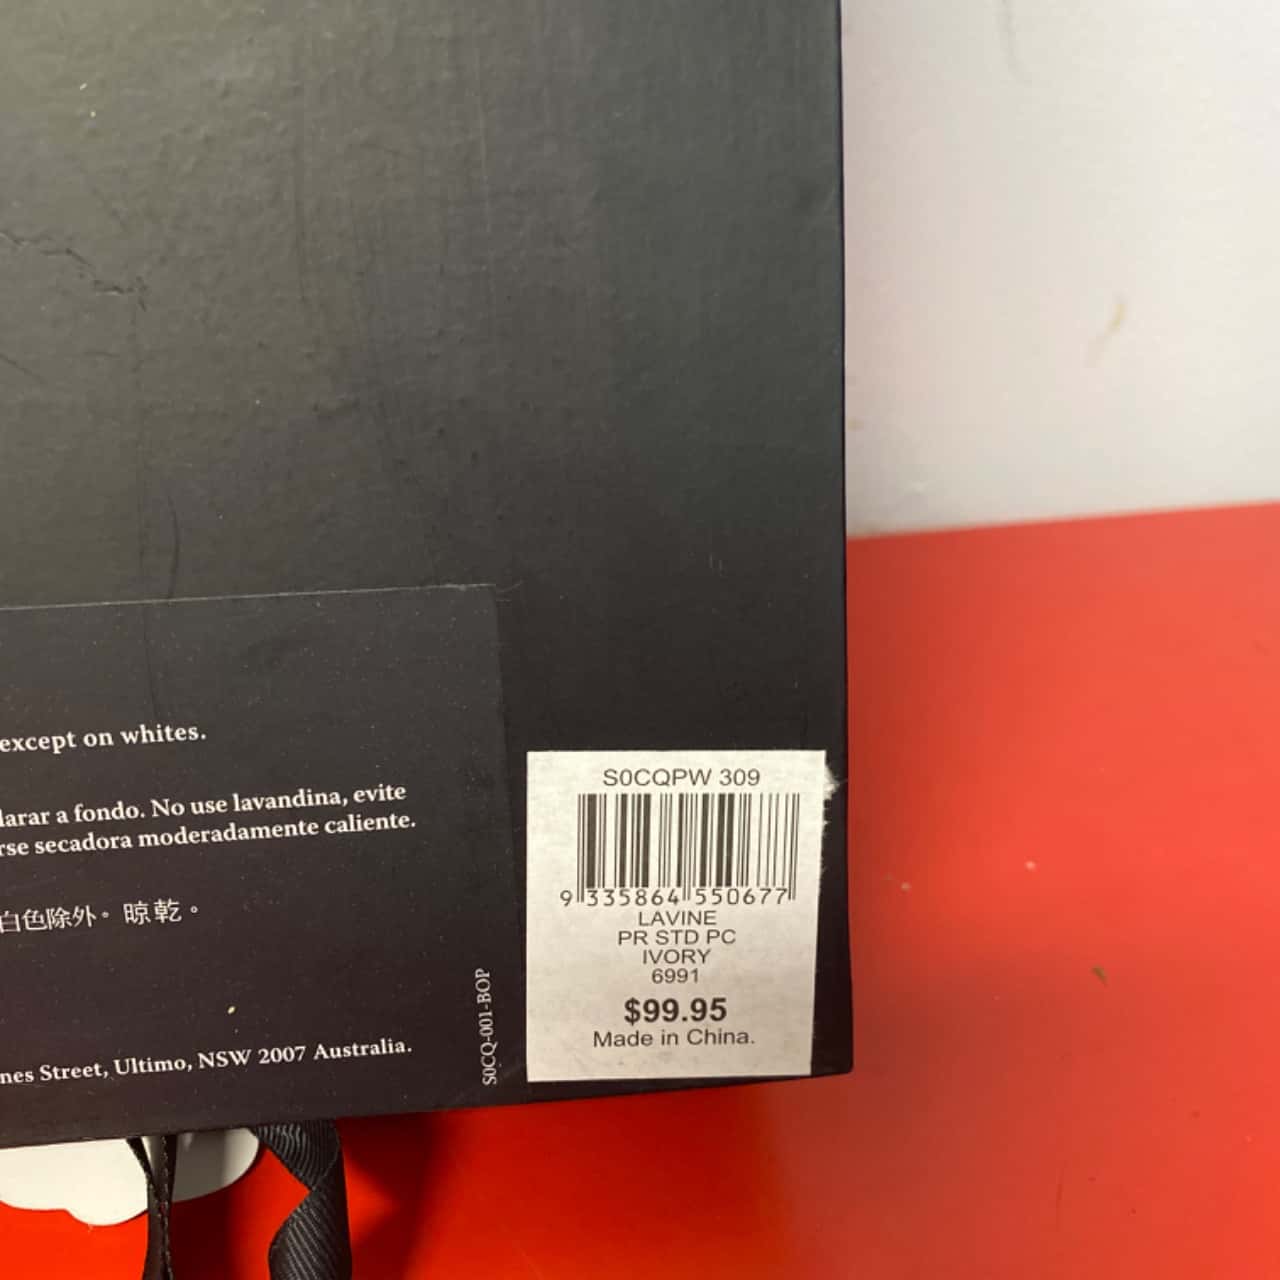 except on whites.
arar a fondo. No use lavandina, evite
rse secadora moderadamente caliente.
白色除外。晾乾。
nes Street, Ultimo, NSW 2007 Australia.
S0CQ-001-BOP
S0CQPW 309
9 335864 550677
LAVINE
PR STD PC
IVORY
6991
$99.95
Made in China.